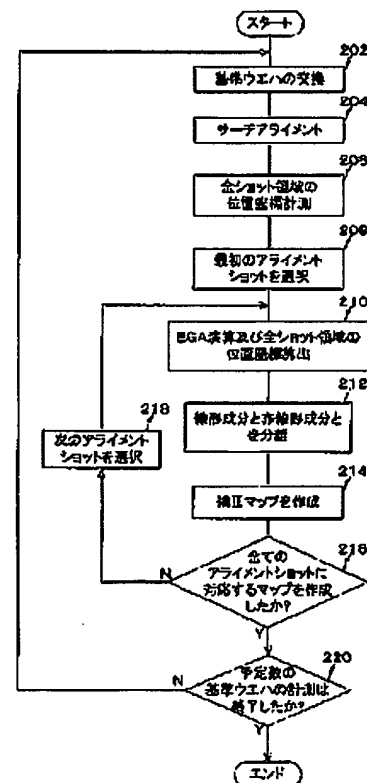 スタート
202
基準ウエハの交換
204
サーチアライメント
206
全ショット領域の
位置座標計測
209
最初のアライメント
ショットを選択
210
EGA演算及び全ショット領域の
位置座標算出
212
線形成分と非線形成分と
を分離
218
次のアライメント
ショットを選択
214
補正マップを作成
216
全ての
アライメントショットに
対応するマップを作成
したか?
N
Y
220
予定数の
基準ウエハの計測は
終了したか?
N
Y
エンド